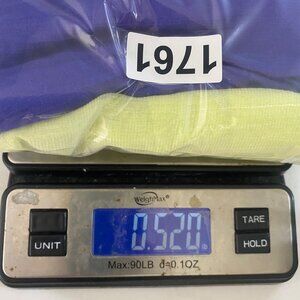 1761
WeighMax
0.520
UNIT
TARE
HOLD
Max:90LB d=0.1OZ